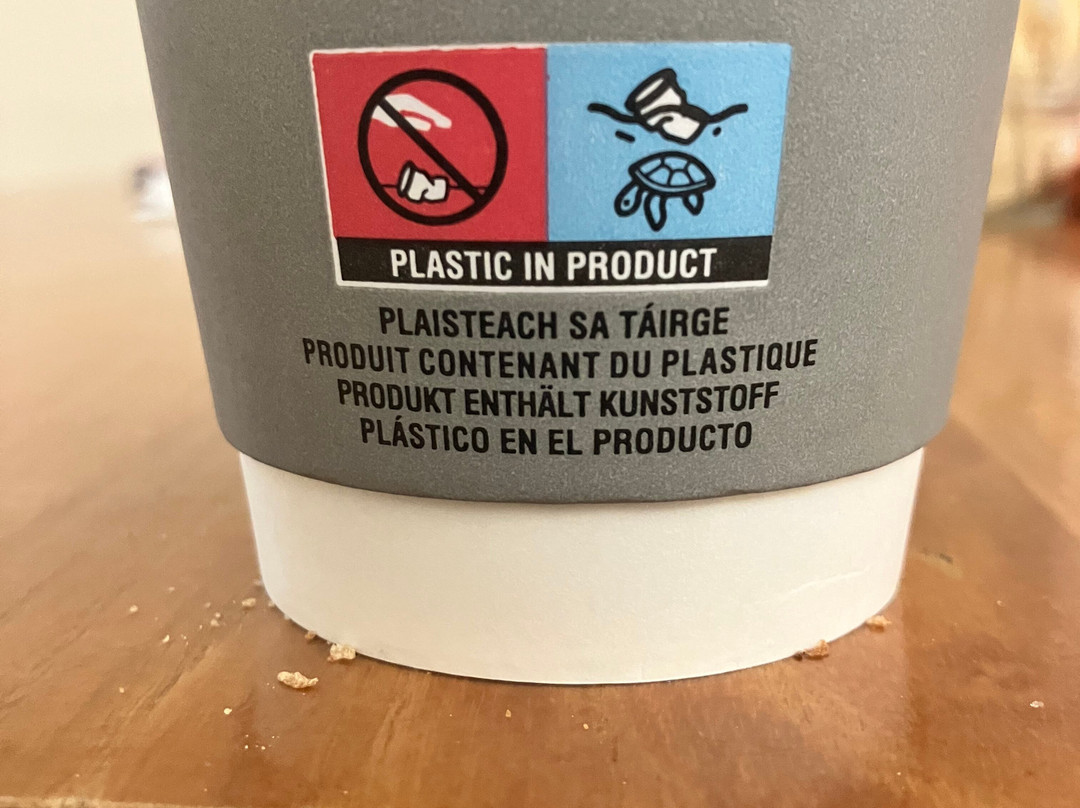 PLASTIC IN PRODUCT
PLAISTEACH SA TÁIRGE
PRODUIT CONTENANT DU PLASTIQUE
PRODUKT ENTHÄLT KUNSTSTOFF
PLÁSTICO EN EL PRODUCTO